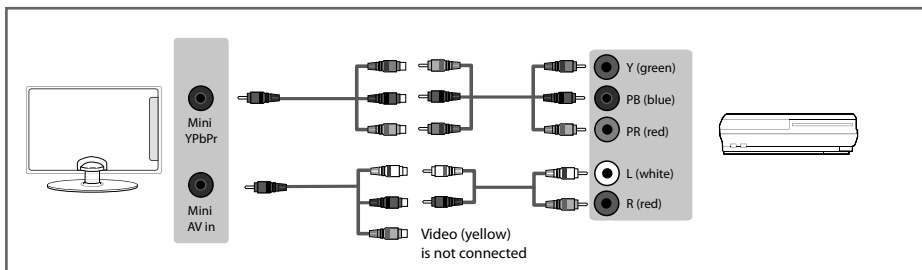 Mini
YPbPr
Mini
AV in
Y (green)
PB (blue)
PR (red)
L (white)
R (red)
Video (yellow)
is not connected